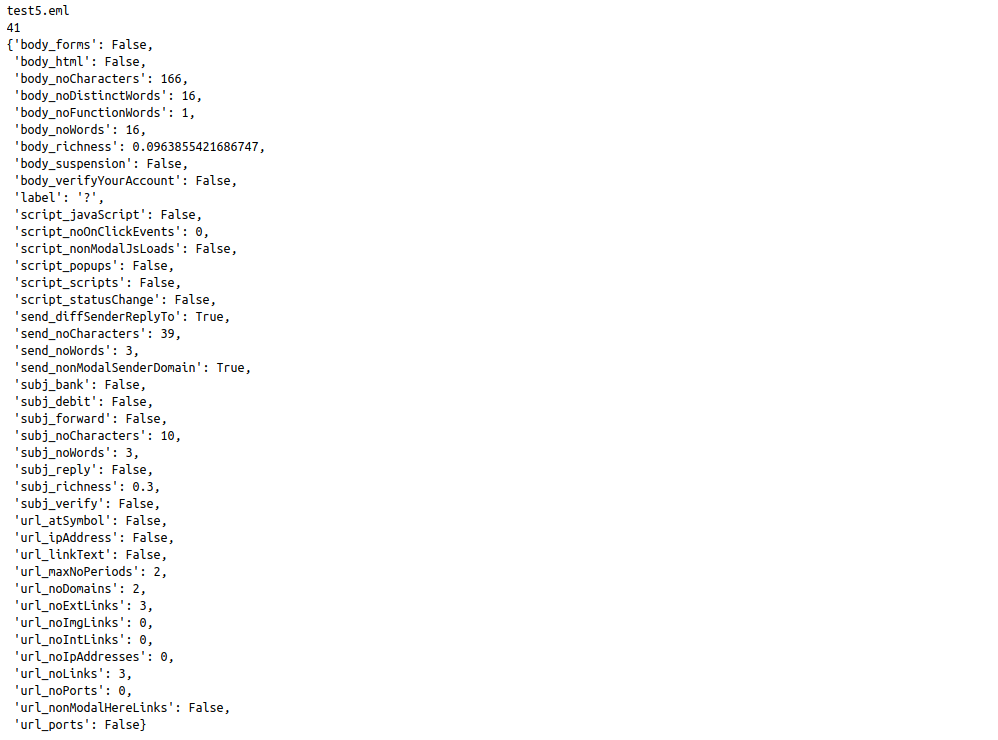 test5.eml
41
{'body_forms': False,
'body_html': False,
'body_noCharacters': 166,
'body_noDistinctWords': 16,
'body_noFunctionWords': 1,
'body_noWords': 16,
'body_richness': 0.0963855421686747,
'body_suspension': False,
'body_verifyYourAccount': False,
'label': '?',
'script_javaScript': False,
'script_noOnClickEvents': 0,
'script_nonModalJsLoads': False,
'script_popups': False,
'script_scripts': False,
'script_statusChange': False,
'send_diffSenderReplyTo': True,
'send_noCharacters': 39,
'send_noWords': 3,
'send_nonModalSenderDomain': True,
'subj_bank': False,
'subj_debit': False,
'subj_forward': False,
'subj_noCharacters': 10,
'subj_noWords': 3,
'subj_reply': False,
'subj_richness': 0.3,
'subj_verify': False,
'url_atSymbol': False,
'url_ipAddress': False,
'url_linkText': False,
'url_maxNoPeriods': 2,
'url_noDomains': 2,
'url_noExtLinks': 3,
'url_noImgLinks': 0,
'url_noIntLinks': 0,
'url_noIpAddresses': 0,
'url_noLinks': 3,
'url_noPorts': 0,
'url_nonModalHereLinks': False,
'url_ports': False}